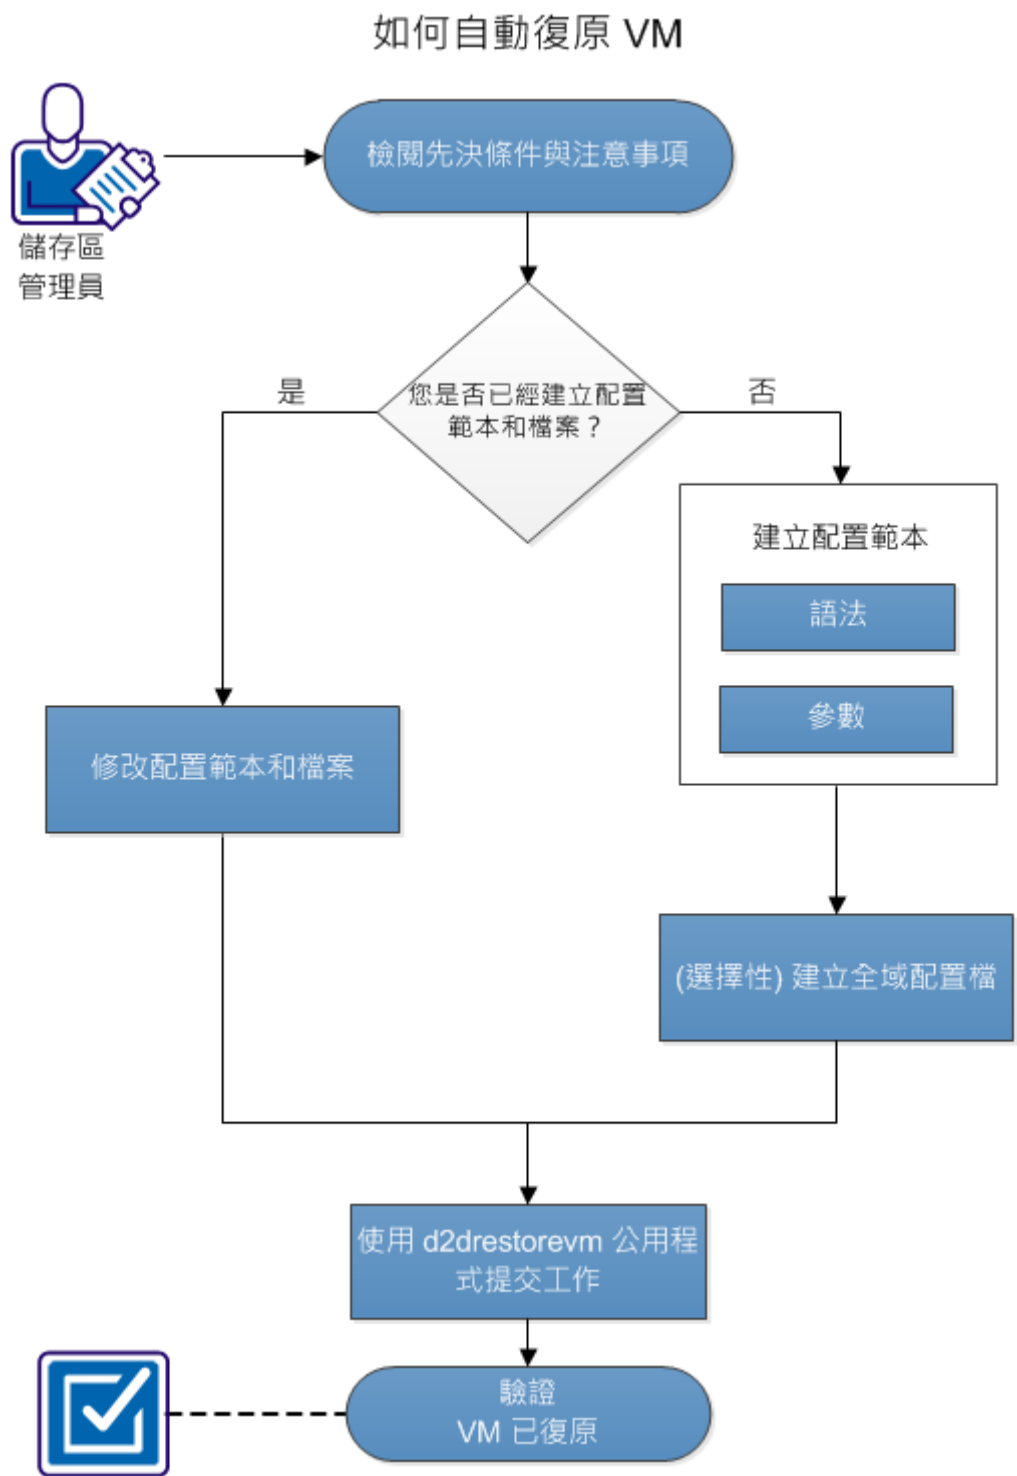 如何自動復原 VM
檢閱先決條件與注意事項
儲存區
管理員
您是否已經建立配置
範本和檔案？
是
否
建立配置範本
語法
參數
修改配置範本和檔案
(選擇性) 建立全域配置檔
使用 d2drestorevm 公用程
式提交工作
驗證
VM 已復原